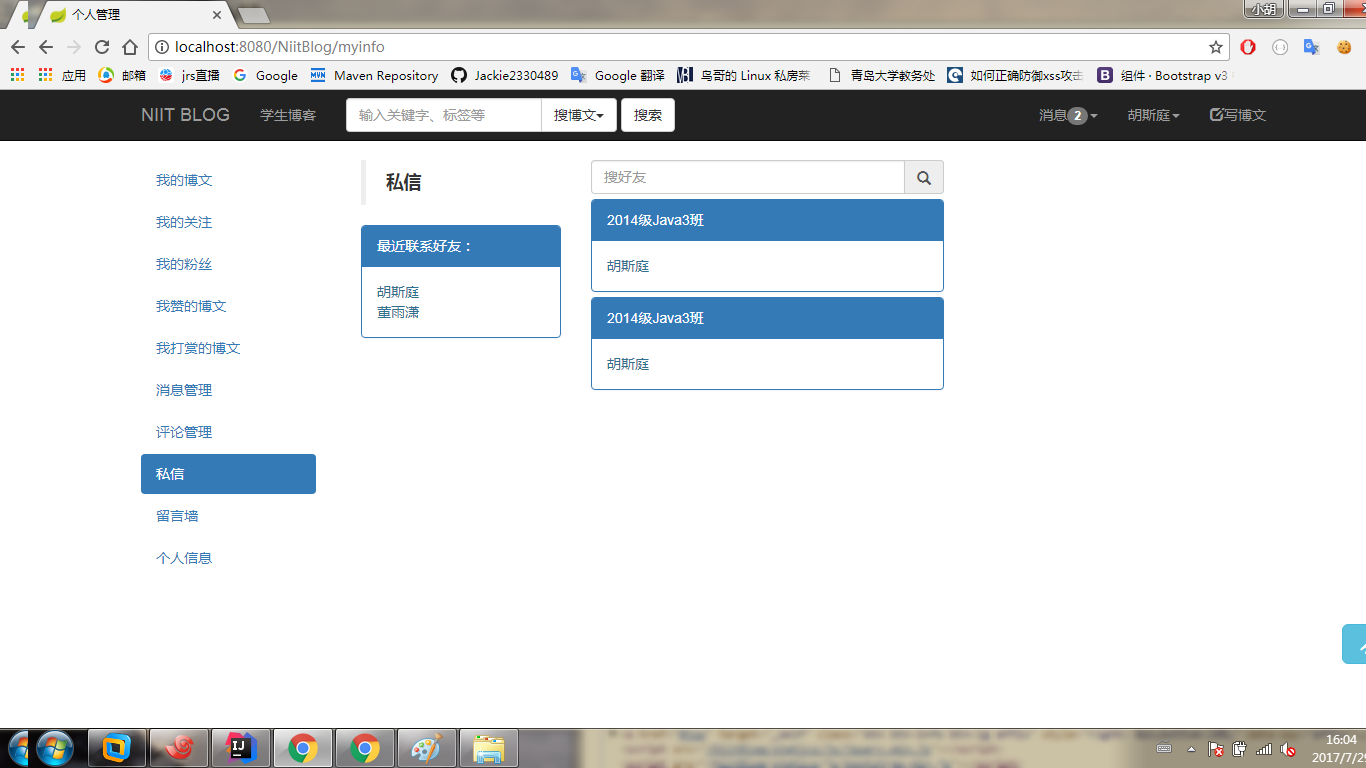 个人管理
小胡
localhost:8080/NiitBlog/myinfo
应用 邮箱 jrs直播 Google Maven Repository Jackie2330489 Google 翻译 鸟哥的 Linux 私房菜 青岛大学教务处 如何正确防御xss攻击 组件 · Bootstrap v3
NIIT BLOG 学生博客 输入关键字、标签等 搜博文 搜索 消息 2 胡斯庭 写博文
我的博文
我的关注
我的粉丝
我赞的博文
我打赏的博文
消息管理
评论管理
私信
留言墙
个人信息
私信
最近联系好友：
胡斯庭
董雨潇
搜好友
2014级Java3班
胡斯庭
2014级Java3班
胡斯庭
16:04